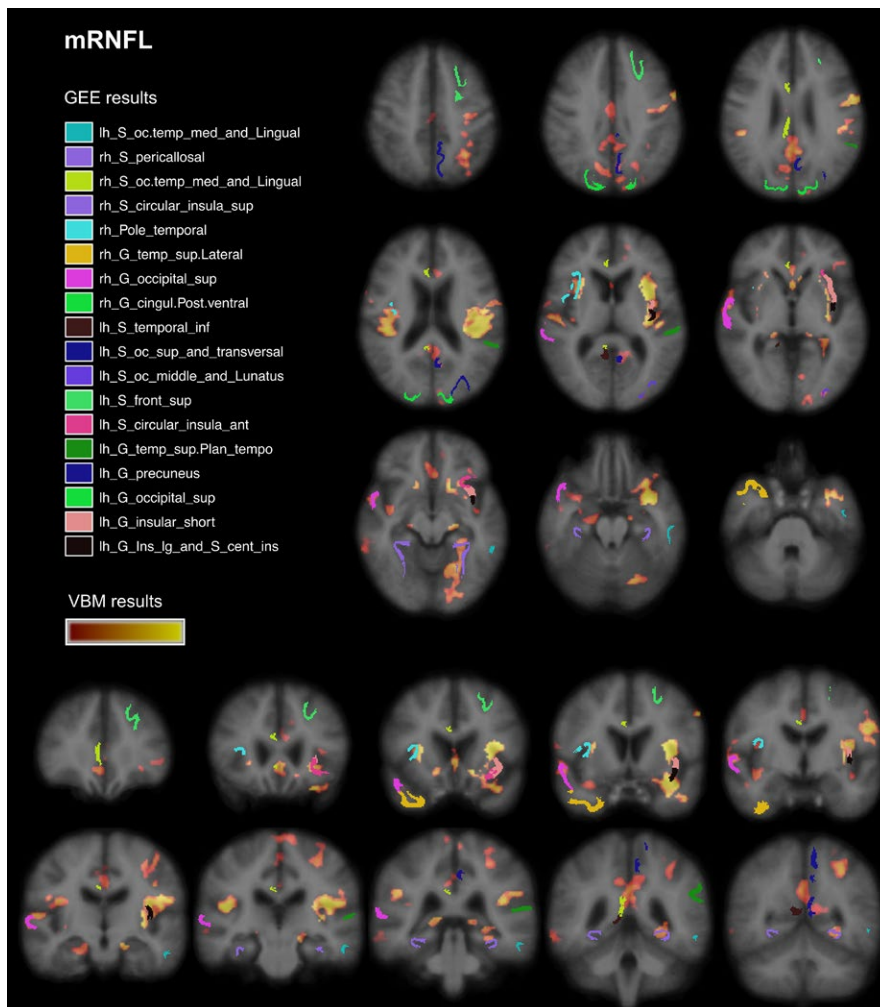 mRNFL
GEE results
lh_S_oc.temp_med_and_Lingual
rh_S_pericallosal
rh_S_oc.temp_med_and_Lingual
rh_S_circular_insula_sup
rh_Pole_temporal
rh_G_temp_sup.Lateral
rh_G_occipital_sup
rh_G_cingul.Post.ventral
lh_S_temporal_inf
lh_S_oc_sup_and_transversal
lh_S_oc_middle_and_Lunatus
lh_S_front_sup
lh_S_circular_insula_ant
lh_G_temp_sup.Plan_tempo
lh_G_precuneus
lh_G_occipital_sup
lh_G_insular_short
lh_G_Ins_lg_and_S_cent_ins
VBM results